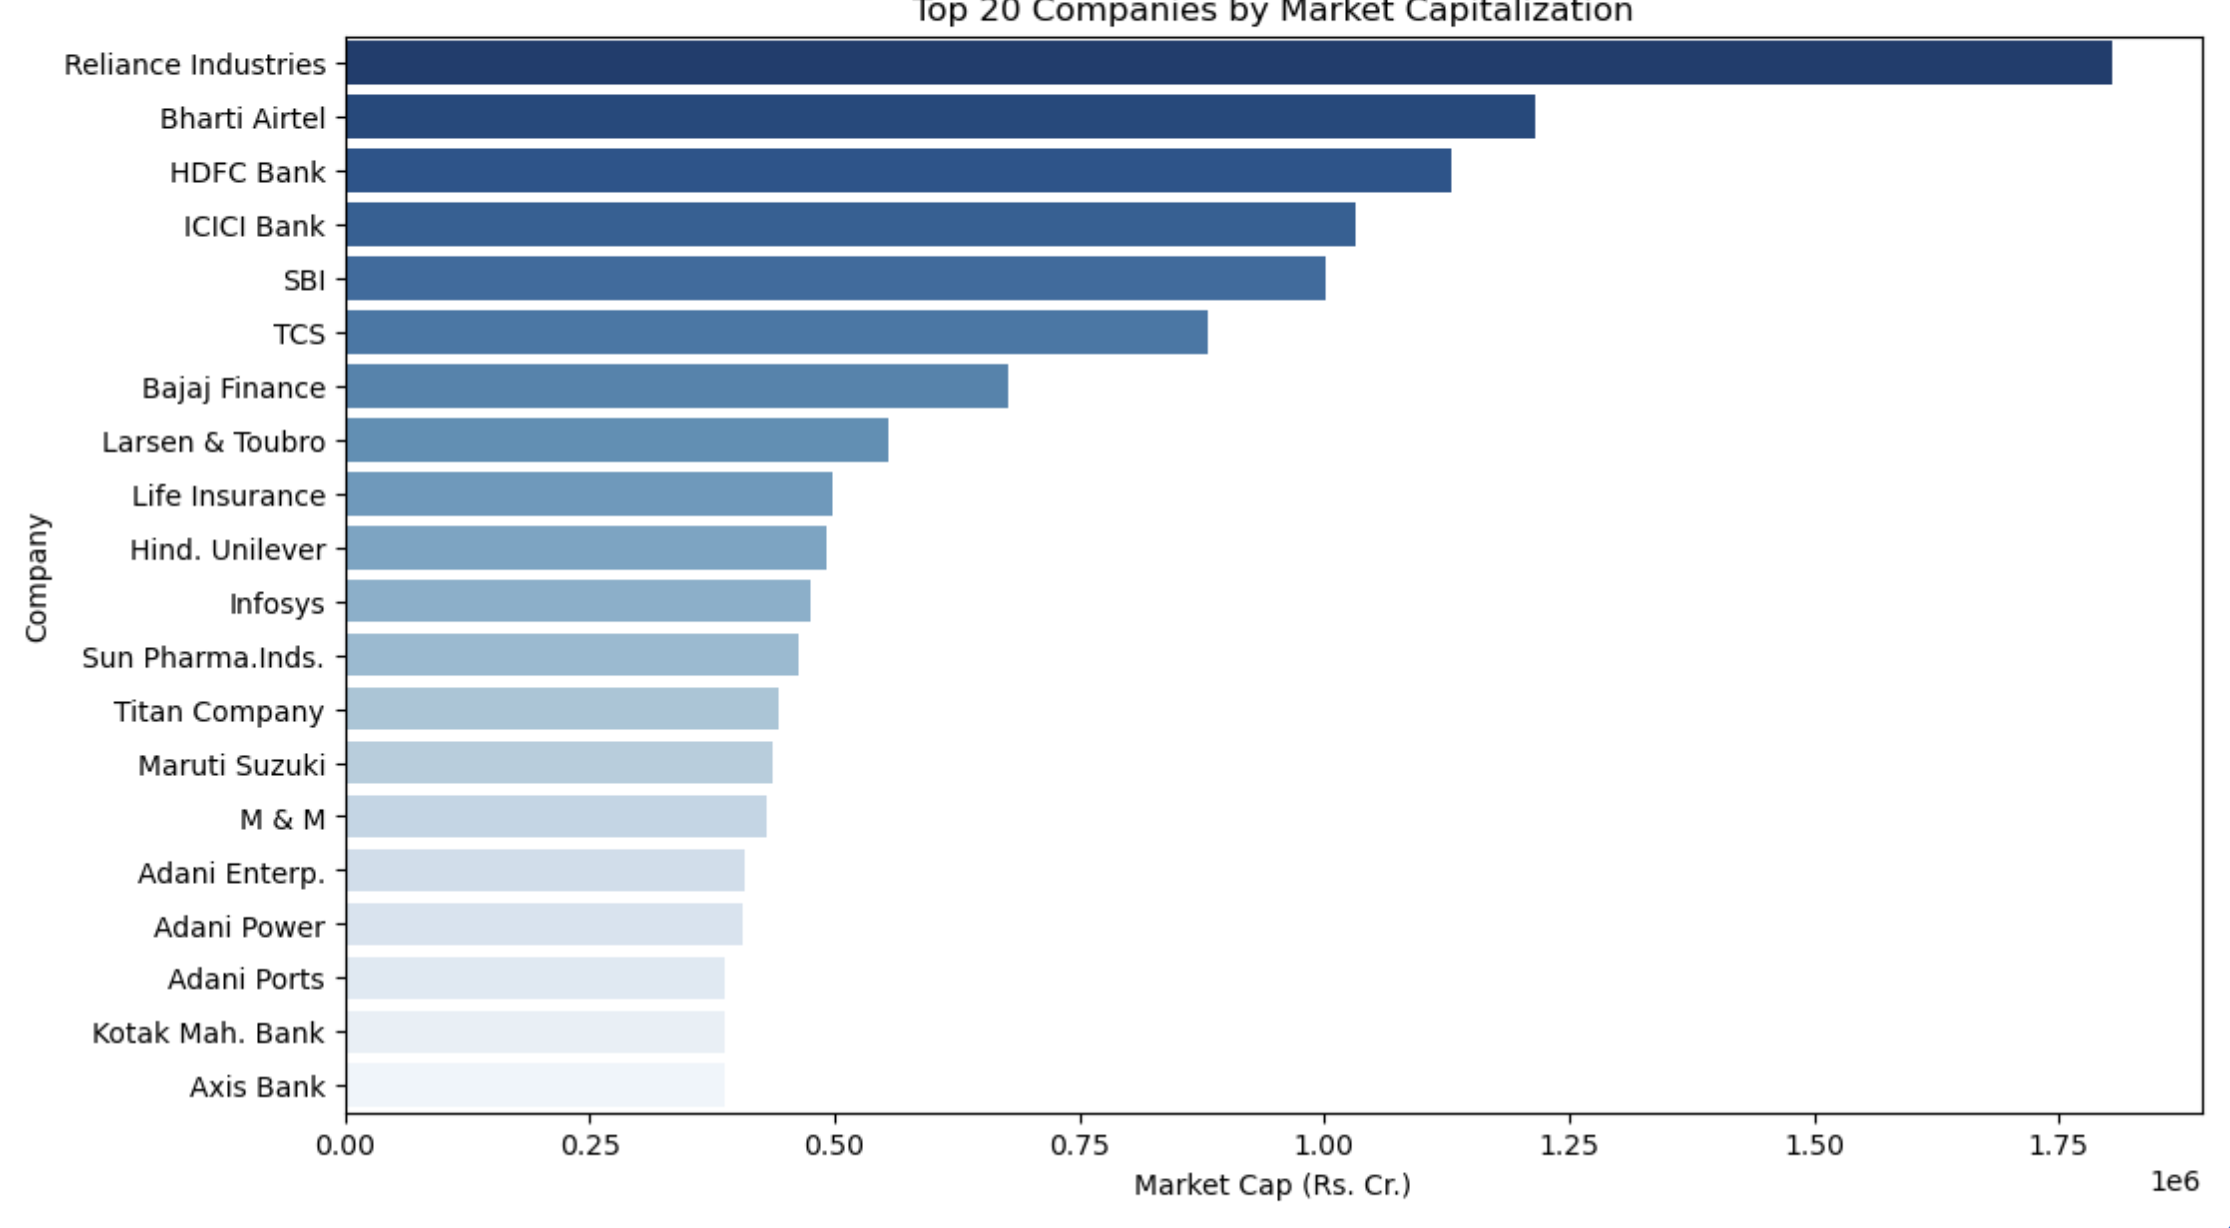 Top 20 Companies by Market Capitalization
Reliance Industries
Bharti Airtel
HDFC Bank
ICICI Bank
SBI
TCS
Bajaj Finance
Larsen & Toubro
Life Insurance
Hind. Unilever
Infosys
Sun Pharma.Inds.
Titan Company
Maruti Suzuki
M & M
Adani Enterp.
Adani Power
Adani Ports
Kotak Mah. Bank
Axis Bank
Company
0.00 0.25 0.50 0.75 1.00 1.25 1.50 1.75
Market Cap (Rs. Cr.)
1e6